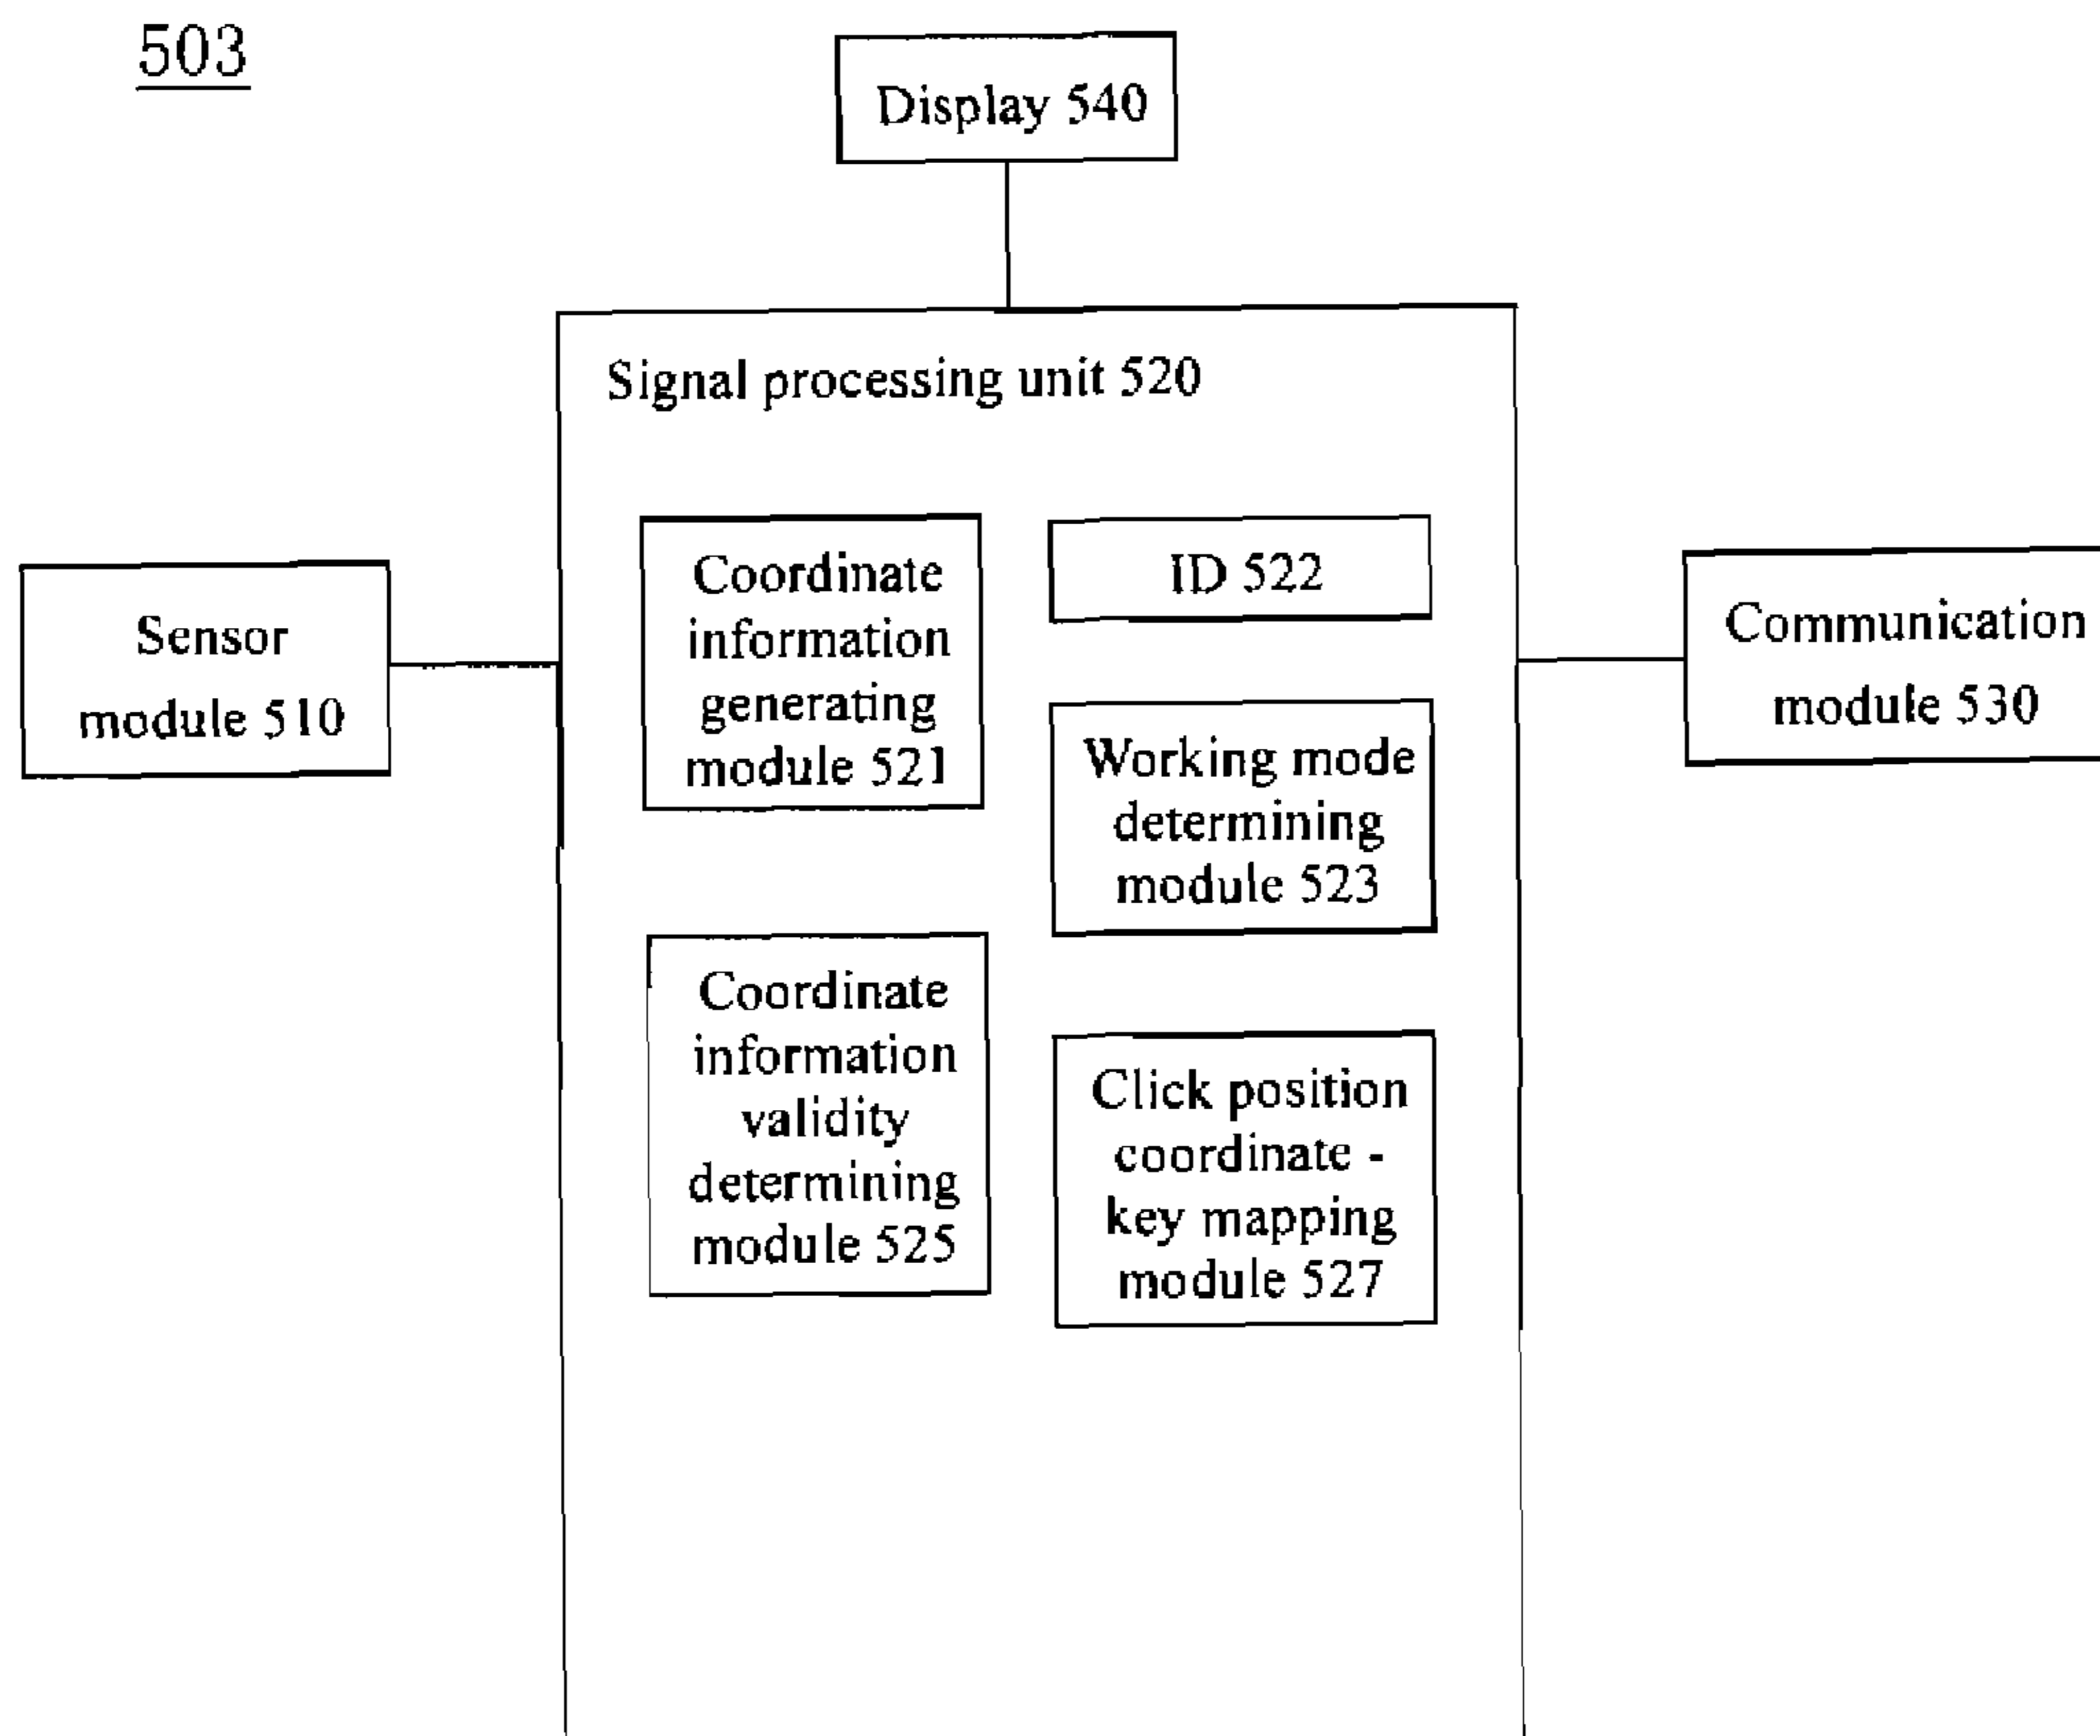 503
Display 540
Signal processing unit 520
Sensor
module 510
Coordinate
information
generating
module 521
ID 522
Working mode
determining
module 523
Coordinate
information
validity
determining
module 525
Click position
coordinate -
key mapping
module 527
Communication
module 530